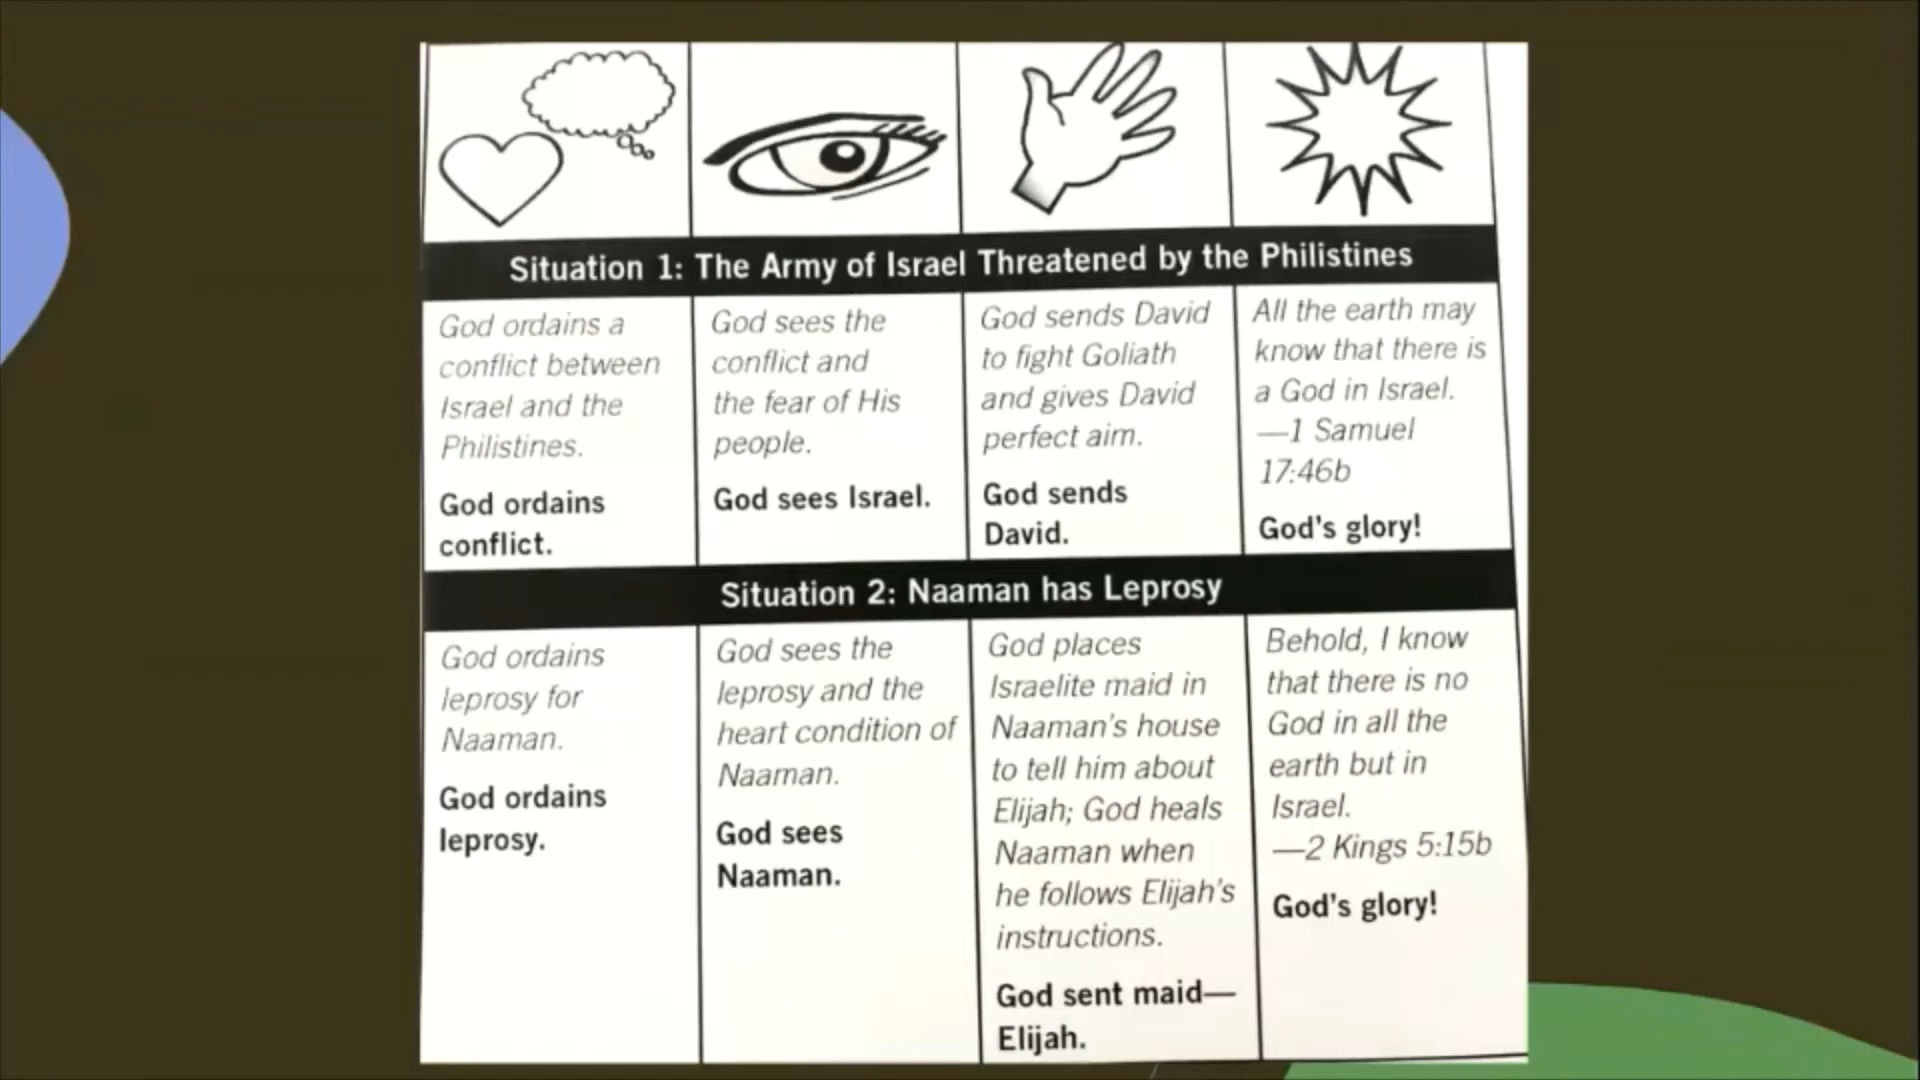 Situation 1: The Army of Israel Threatened by the Philistines
God ordains a
conflict between
Israel and the
Philistines.
God ordains
conflict.
God sees the
conflict and
the fear of His
people.
God sees Israel.
God sends David
to fight Goliath
and gives David
perfect aim.
God sends
David.
All the earth may
know that there is
a God in Israel.
—1 Samuel
17:46b
God's glory!
Situation 2: Naaman has Leprosy
God ordains
leprosy for
Naaman.
God ordains
leprosy.
God sees the
leprosy and the
heart condition of
Naaman.
God sees
Naaman.
God places
Israelite maid in
Naaman's house
to tell him about
Elijah; God heals
Naaman when
he follows Elijah's
instructions.
God sent maid—
Elijah.
Behold, I know
that there is no
God in all the
earth but in
Israel.
—2 Kings 5:15b
God's glory!